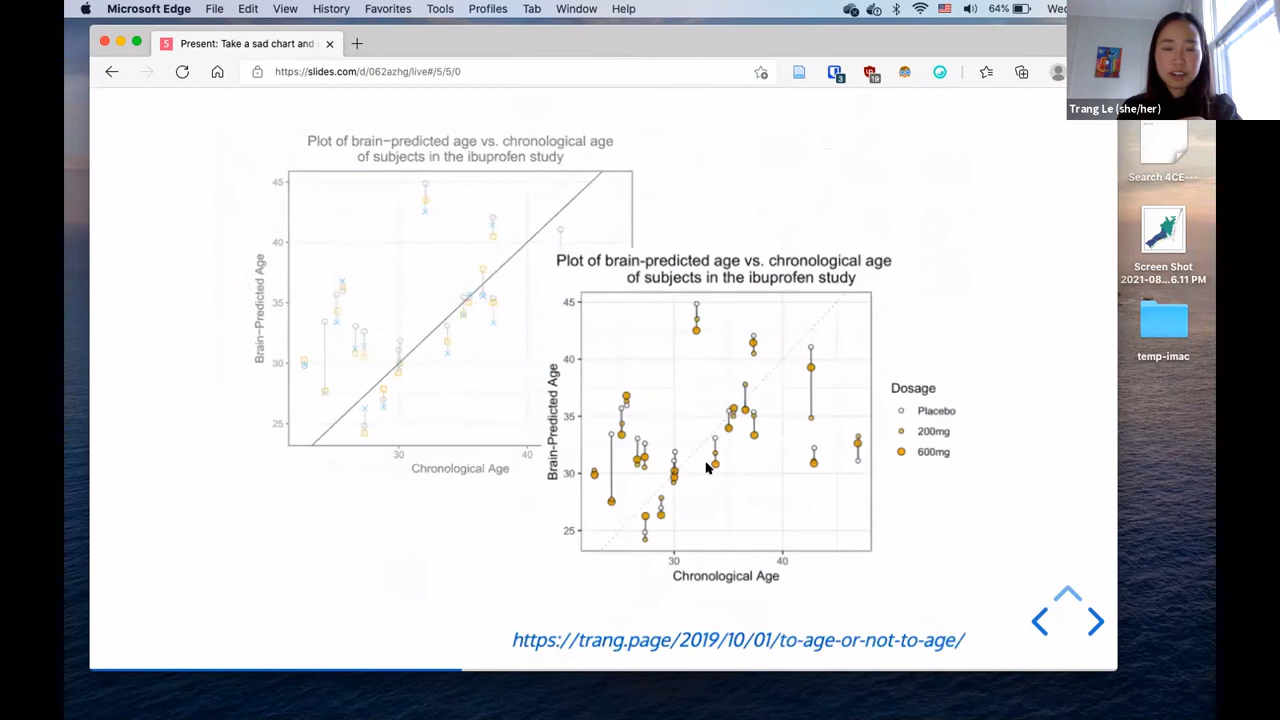 Microsoft Edge File Edit View History Favorites Tools Profiles Tab Window Help 64% Wec
Present: Take a sad chart and
https://slides.com/d/062azhg/live#/5/5/0
3
19
Trang Le (she/her)
Search 4CE---
Screen Shot
2021-08...6.11 PM
temp-imac
Plot of brain-predicted age vs. chronological age
of subjects in the ibuprofen study
45
40
35
30
25
Brain-Predicted Age
30
40
Chronological Age
Plot of brain-predicted age vs. chronological age
of subjects in the ibuprofen study
45
40
35
30
25
Brain-Predicted Age
30
40
Chronological Age
Dosage
Placebo
200mg
600mg
https://trang.page/2019/10/01/to-age-or-not-to-age/